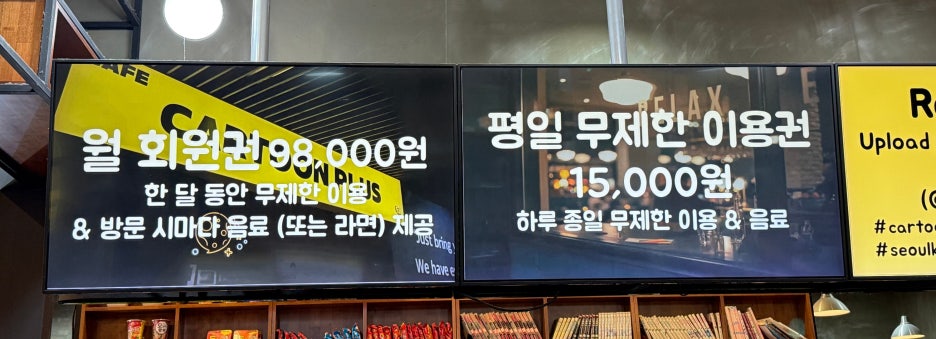 CAFE
CARTOON PLUS
월 회원권 98,000원
한 달 동안 무제한 이용
& 방문 시마다 음료 (또는 라면) 제공
Just bring
We have
RELAX
평일 무제한 이용권
15,000원
하루 종일 무제한 이용 & 음료
Upload
(@
#carto
#seoulk